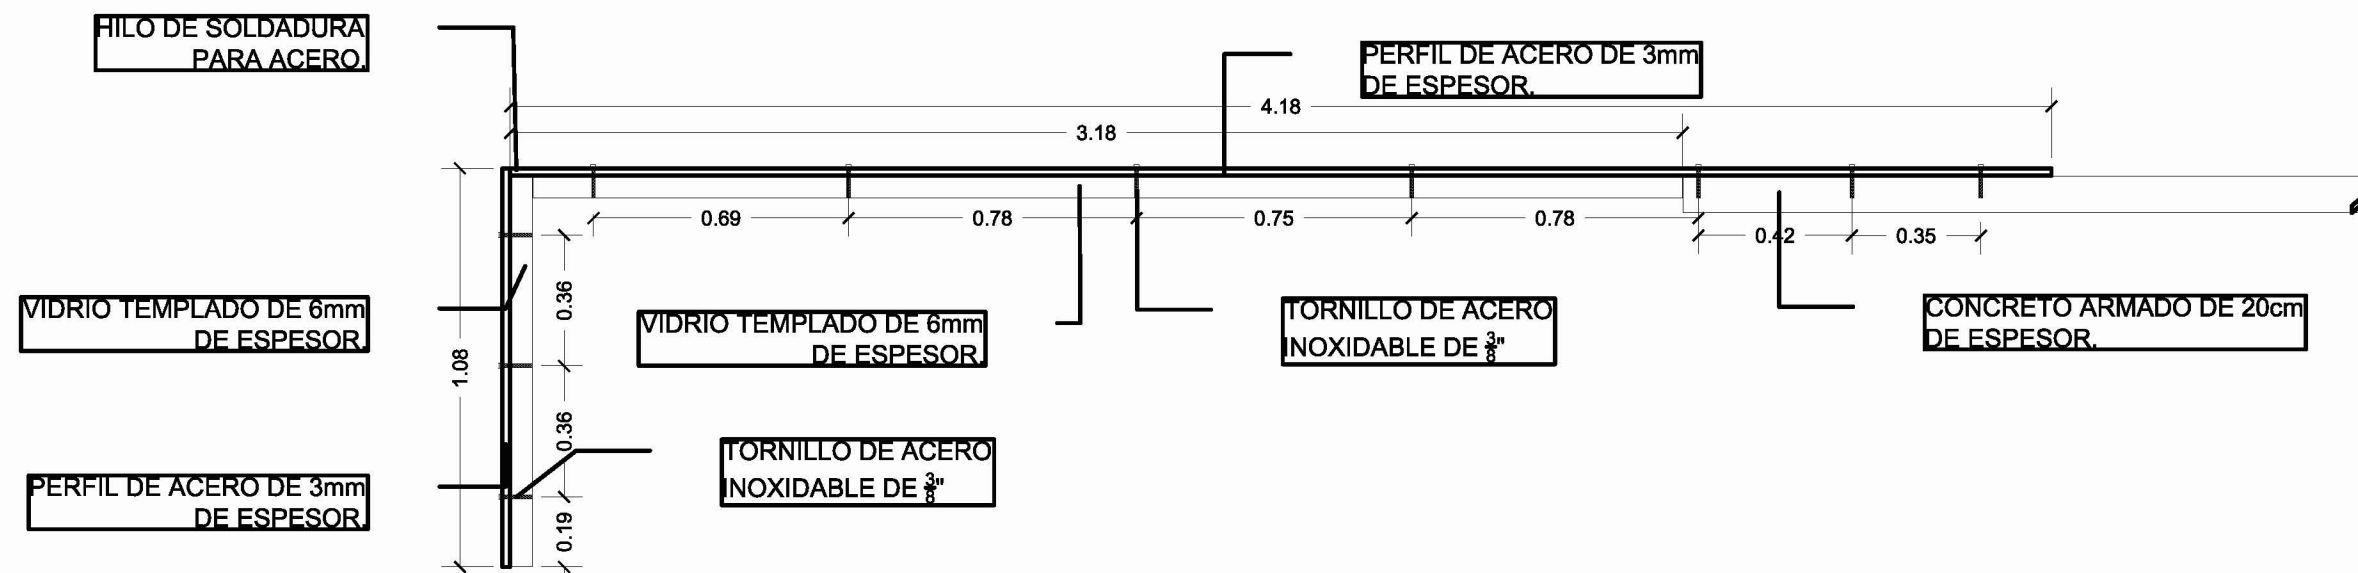 HILO DE SOLDADURA
PARA ACERO.
PERFIL DE ACERO DE 3mm
DE ESPESOR.
4.18
3.18
0.69
0.78
0.75
0.78
0.42
0.35
0.36
0.36
0.19
1.08
VIDRIO TEMPLADO DE 6mm
DE ESPESOR.
VIDRIO TEMPLADO DE 6mm
DE ESPESOR.
TORNILLO DE ACERO
INOXIDABLE DE 3/8"
CONCRETO ARMADO DE 20cm
DE ESPESOR.
TORNILLO DE ACERO
INOXIDABLE DE 3/8"
PERFIL DE ACERO DE 3mm
DE ESPESOR.